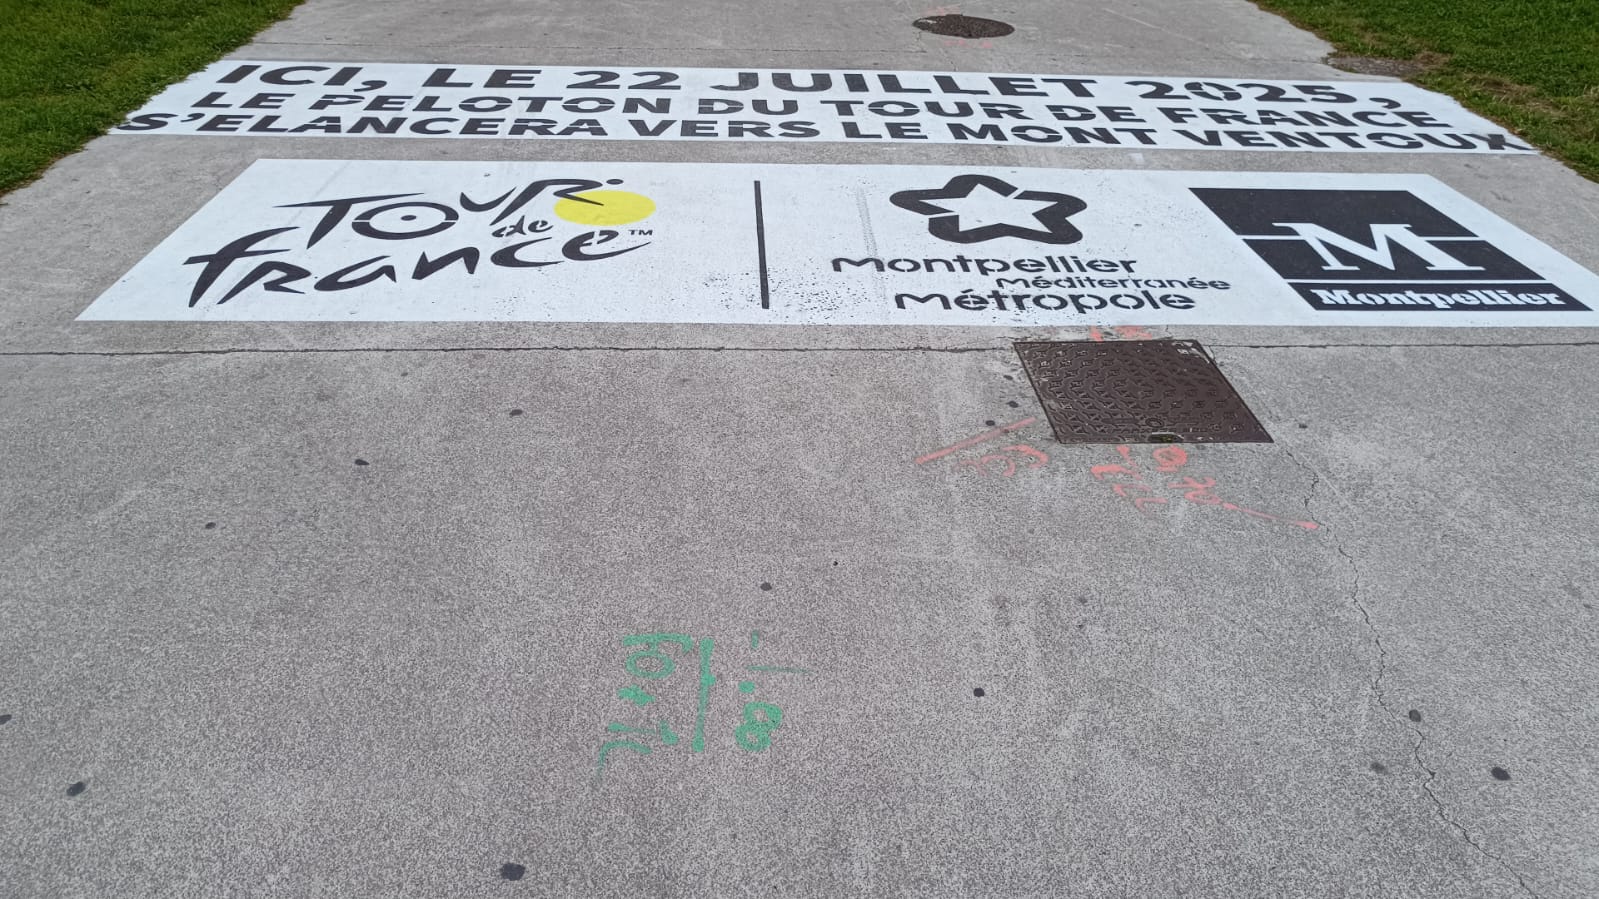 ICI, LE 22 JUILLET 2025,
LE PELOTON DU TOUR DE FRANCE
S'ELANCERA VERS LE MONT VENTOUX
TOUR
de
france™
montpellier
méditerranée
métropole
M
Montpellier